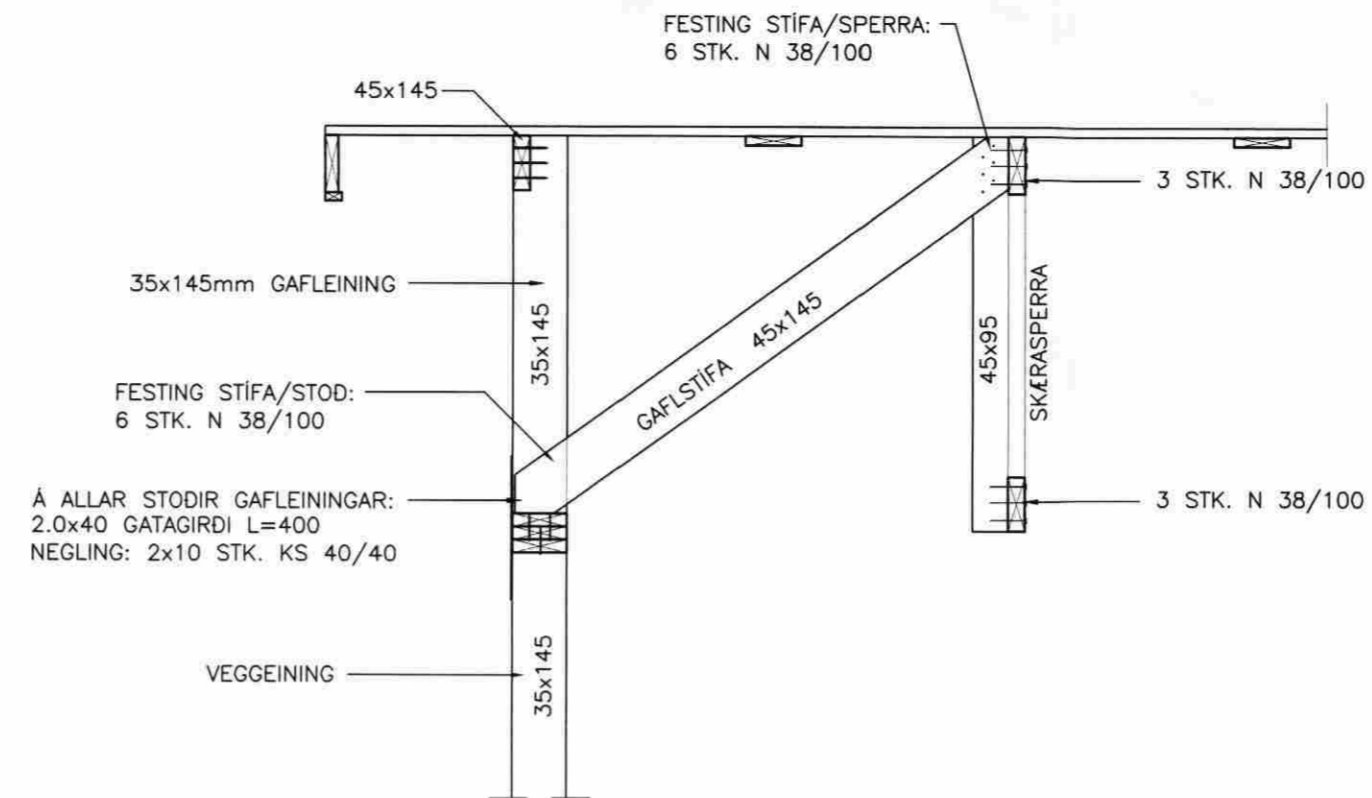 FESTING STÍFA/SPERRA:
6 STK. N 38/100
45x145
3 STK. N 38/100
35x145mm GAFLEINING
35x145
GAFLSTÍFA 45x145
45x95
SKÆRASPERRA
FESTING STÍFA/STOÐ:
6 STK. N 38/100
Á ALLAR STOÐIR GAFLEININGAR:
2.0x40 GATAGIRÐI L=400
NEGLING: 2x10 STK. KS 40/40
3 STK. N 38/100
VEGGEINING
35x145